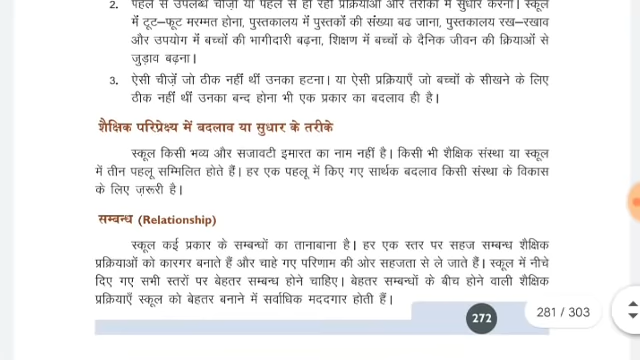 2. पहले से उपलब्ध चीज़ों या पहले से हो रही प्रक्रियाओं और तरीकों में सुधार करना। स्कूल
में टूट–फूट मरम्मत होना, पुस्तकालय में पुस्तकों की संख्या बढ जाना, पुस्तकालय रख–रखाव
और उपयोग में बच्चों की भागीदारी बढ़ना, शिक्षण में बच्चों के दैनिक जीवन की क्रियाओं से
जुड़ाव बढ़ना।
3. ऐसी चीज़ें जो ठीक नहीं थीं उनका हटना। या ऐसी प्रक्रियाएँ जो बच्चों के सीखने के लिए
ठीक नहीं थीं उनका बन्द होना भी एक प्रकार का बदलाव ही है।
शैक्षिक परिप्रेक्ष्य में बदलाव या सुधार के तरीके
स्कूल किसी भव्य और सजावटी इमारत का नाम नहीं है। किसी भी शैक्षिक संस्था या स्कूल
में तीन पहलू सम्मिलित होते हैं। हर एक पहलू में किए गए सार्थक बदलाव किसी संस्था के विकास
के लिए ज़रूरी है।
सम्बन्ध (Relationship)
स्कूल कई प्रकार के सम्बन्धों का तानाबाना है। हर एक स्तर पर सहज सम्बन्ध शैक्षिक
प्रक्रियाओं को कारगर बनाते हैं और चाहे गए परिणाम की ओर सहजता से ले जाते हैं। स्कूल में नीचे
दिए गए सभी स्तरों पर बेहतर सम्बन्ध होने चाहिए। बेहतर सम्बन्धों के बीच होने वाली शैक्षिक
प्रक्रियाएँ स्कूल को बेहतर बनाने में सर्वाधिक मददगार होती हैं।
272
281 / 303